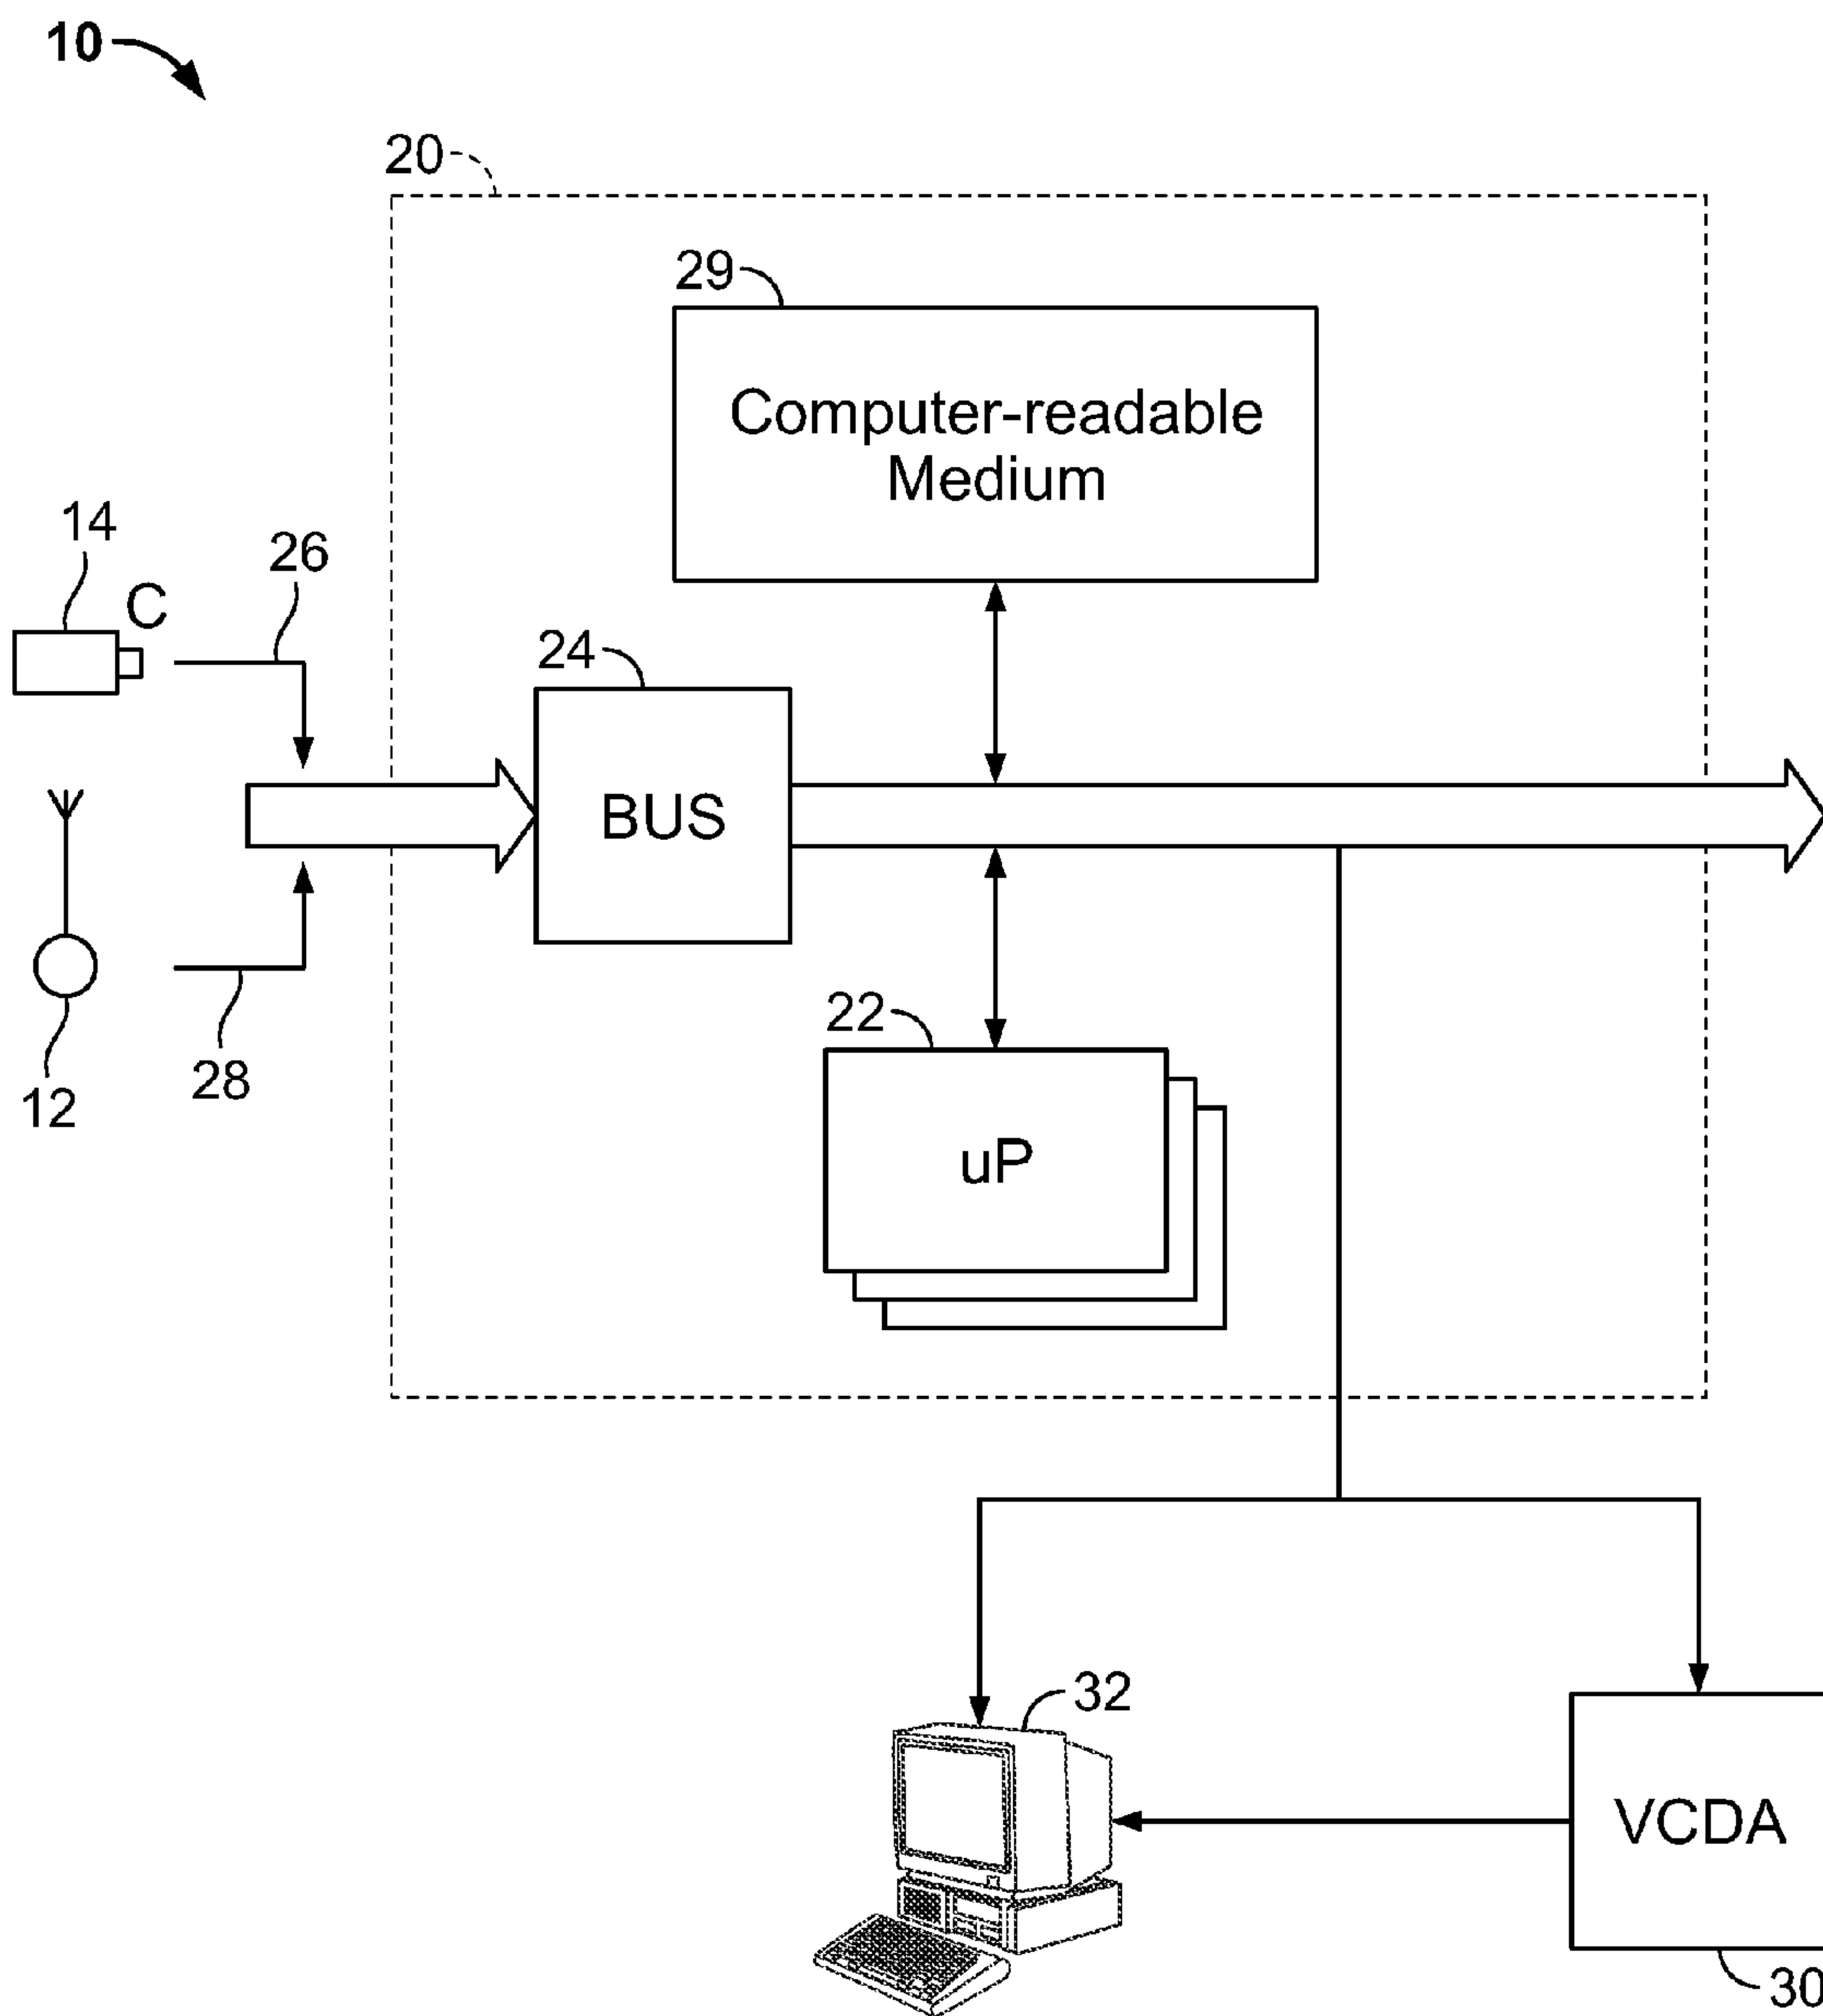 10
20
29
Computer-readable
Medium
14
C
26
24
BUS
28
12
22
uP
32
VCDA
30